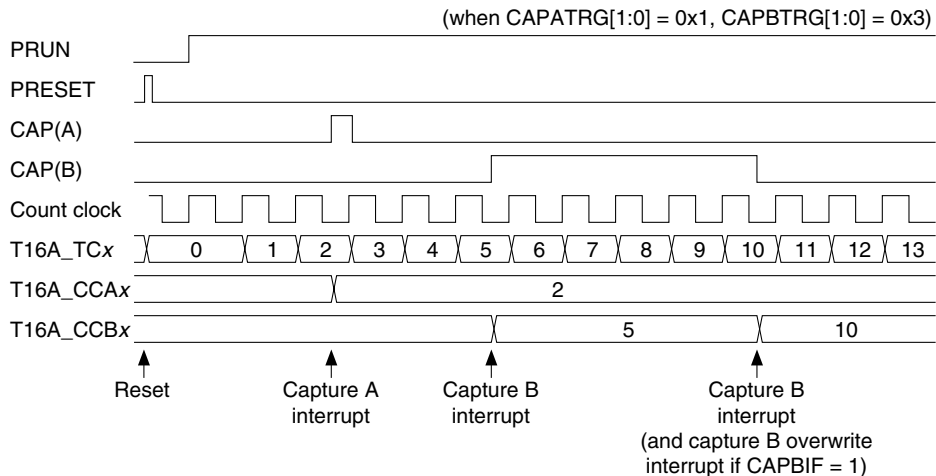 (when CAPATRG[1:0] = 0x1, CAPBTRG[1:0] = 0x3)
PRUN
PRESET
CAP(A)
CAP(B)
Count clock
T16A_TCx 0 1 2 3 4 5 6 7 8 9 10 11 12 13
T16A_CCAx 2
T16A_CCBx 5 10
Reset Capture A Capture B Capture B
interrupt interrupt interrupt
(and capture B overwrite
interrupt if CAPBIF = 1)